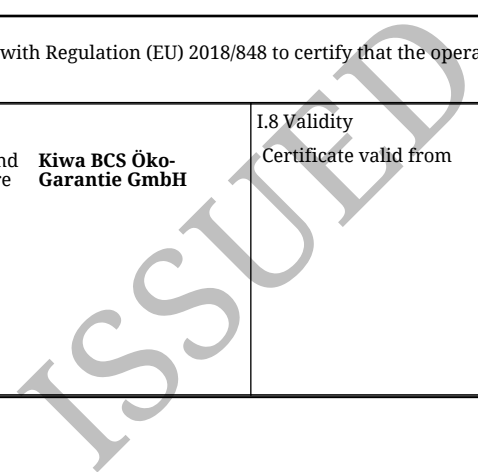 with Regulation (EU) 2018/848 to certify that the opera
nd Kiwa BCS Öko-
re Garantie GmbH
I.8 Validity
Certificate valid from
ISSUED